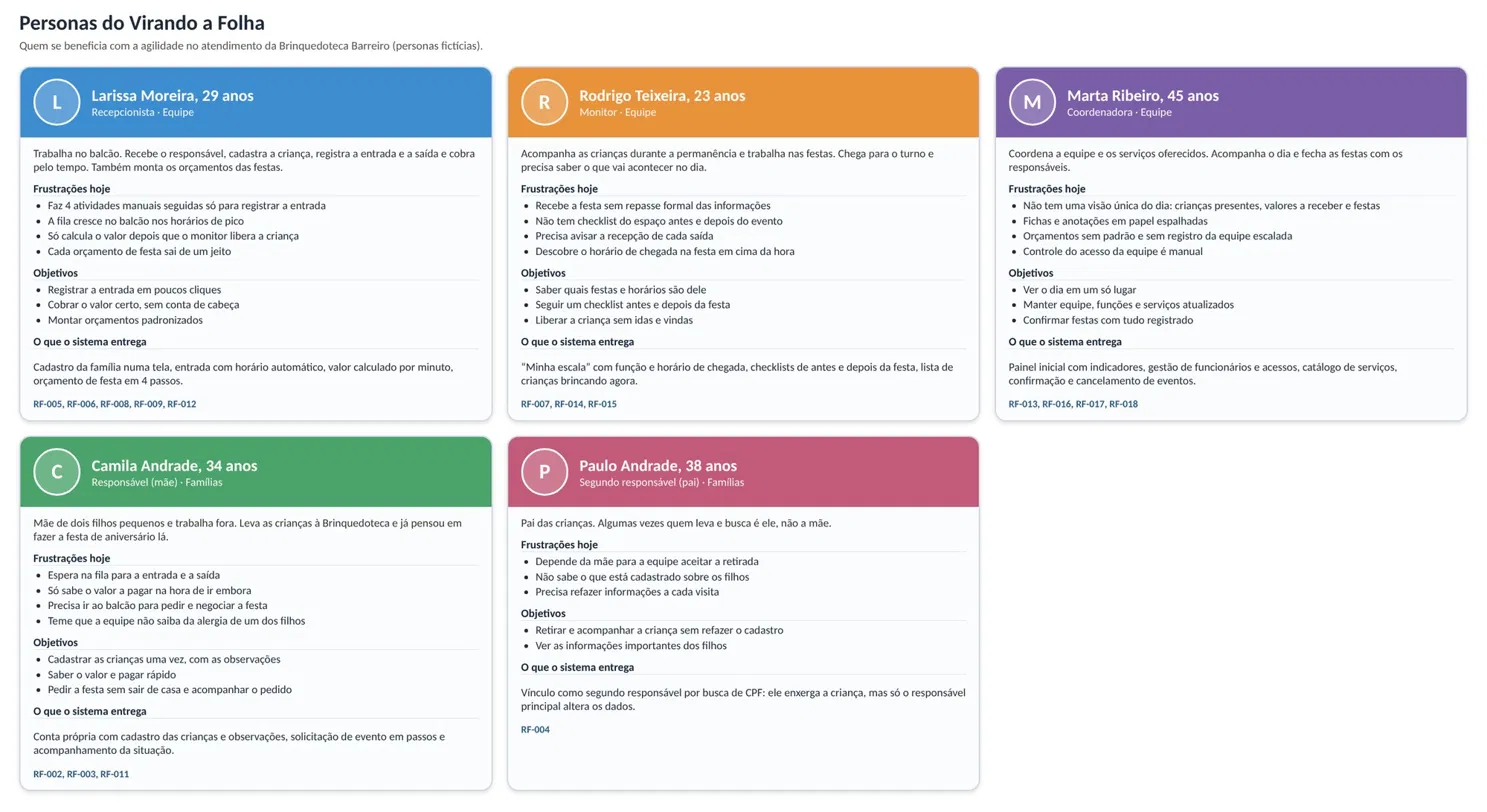 Personas do Virando a Folha
Quem se beneficia com a agilidade no atendimento da Brinquedoteca Barreiro (personas fictícias).
L
Larissa Moreira, 29 anos
Recepcionista · Equipe
Trabalha no balcão. Recebe o responsável, cadastra a criança, registra a entrada e a saída e cobra
pelo tempo. Também monta os orçamentos das festas.
Frustrações hoje
• Faz 4 atividades manuais seguidas só para registrar a entrada
• A fila cresce no balcão nos horários de pico
• Só calcula o valor depois que o monitor libera a criança
• Cada orçamento de festa sai de um jeito
Objetivos
• Registrar a entrada em poucos cliques
• Cobrar o valor certo, sem conta de cabeça
• Montar orçamentos padronizados
O que o sistema entrega
Cadastro da família numa tela, entrada com horário automático, valor calculado por minuto,
orçamento de festa em 4 passos.
RF-005, RF-006, RF-008, RF-009, RF-012
R
Rodrigo Teixeira, 23 anos
Monitor · Equipe
Acompanha as crianças durante a permanência e trabalha nas festas. Chega para o turno e
precisa saber o que vai acontecer no dia.
Frustrações hoje
• Recebe a festa sem repasse formal das informações
• Não tem checklist do espaço antes e depois do evento
• Precisa avisar a recepção de cada saída
• Descobre o horário de chegada na festa em cima da hora
Objetivos
• Saber quais festas e horários são dele
• Seguir um checklist antes e depois da festa
• Liberar a criança sem idas e vindas
O que o sistema entrega
"Minha escala" com função e horário de chegada, checklists de antes e depois da festa, lista de
crianças brincando agora.
RF-007, RF-014, RF-015
M
Marta Ribeiro, 45 anos
Coordenadora · Equipe
Coordena a equipe e os serviços oferecidos. Acompanha o dia e fecha as festas com os
responsáveis.
Frustrações hoje
• Não tem uma visão única do dia: crianças presentes, valores a receber e festas
• Fichas e anotações em papel espalhadas
• Orçamentos sem padrão e sem registro da equipe escalada
• Controle do acesso da equipe é manual
Objetivos
• Ver o dia em um só lugar
• Manter equipe, funções e serviços atualizados
• Confirmar festas com tudo registrado
O que o sistema entrega
Painel inicial com indicadores, gestão de funcionários e acessos, catálogo de serviços,
confirmação e cancelamento de eventos.
RF-013, RF-016, RF-017, RF-018
C
Camila Andrade, 34 anos
Responsável (mãe) · Famílias
Mãe de dois filhos pequenos e trabalha fora. Leva as crianças à Brinquedoteca e já pensou em
fazer a festa de aniversário lá.
Frustrações hoje
• Espera na fila para a entrada e a saída
• Só sabe o valor a pagar na hora de ir embora
• Precisa ir ao balcão para pedir e negociar a festa
• Teme que a equipe não saiba da alergia de um dos filhos
Objetivos
• Cadastrar as crianças uma vez, com as observações
• Saber o valor e pagar rápido
• Pedir a festa sem sair de casa e acompanhar o pedido
O que o sistema entrega
Conta própria com cadastro das crianças e observações, solicitação de evento em passos e
acompanhamento da situação.
RF-002, RF-003, RF-011
P
Paulo Andrade, 38 anos
Segundo responsável (pai) · Famílias
Pai das crianças. Algumas vezes quem leva e busca é ele, não a mãe.
Frustrações hoje
• Depende da mãe para a equipe aceitar a retirada
• Não sabe o que está cadastrado sobre os filhos
• Precisa refazer informações a cada visita
Objetivos
• Retirar e acompanhar a criança sem refazer o cadastro
• Ver as informações importantes dos filhos
O que o sistema entrega
Vínculo como segundo responsável por busca de CPF: ele enxerga a criança, mas só o responsável
principal altera os dados.
RF-004